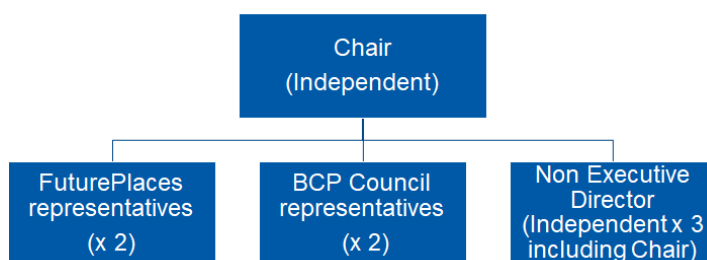 Chair
(Independent)
FuturePlaces
representatives
(x 2)
BCP Council
representatives
(x 2)
Non Executive
Director
(Independent x 3
including Chair)